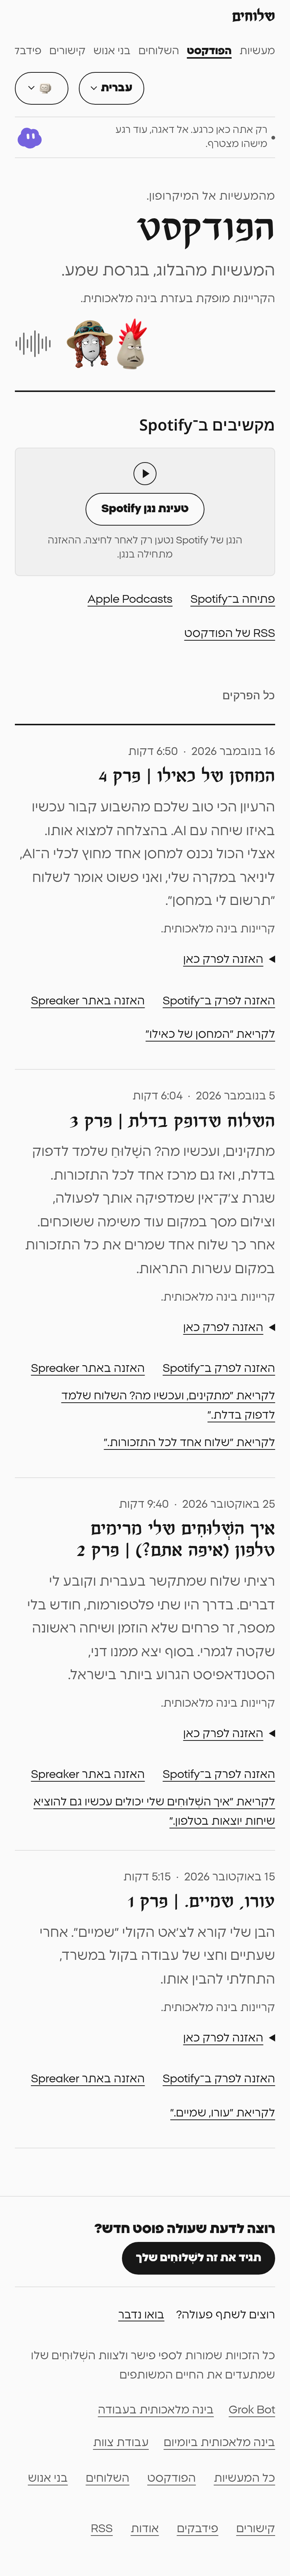 שלוחים
מעשיות הפודקסט השלוחים בני אנוש קישורים פידבק
עברית
רק אתה כאן כרגע. אל דאגה, עוד רגע
מישהו מצטרף.
מהמעשיות אל המיקרופון.
הפודקסט
המעשיות מהבלוג, בגרסת שמע.
הקריינות מופקת בעזרת בינה מלאכותית.
מקשיבים ב־Spotify
טעינת נגן Spotify
הנגן של Spotify נטען רק לאחר לחיצה. ההאזנה
מתחילה בנגן.
פתיחה ב־Spotify Apple Podcasts
RSS של הפודקסט
כל הפרקים
16 בנובמבר 2026 · 6:50 דקות
המחסן של כאילו | פרק 4
הרעיון הכי טוב שלכם מהשבוע קבור עכשיו
באיזו שיחה עם AI. בהצלחה למצוא אותו.
אצלי הכול נכנס למחסן אחד מחוץ לכלי ה־AI,
ליניאר במקרה שלי, ואני פשוט אומר לשלוח
"תרשום לי במחסן".
קריינות בינה מלאכותית.
האזנה לפרק כאן
האזנה לפרק ב־Spotify האזנה באתר Spreaker
לקריאת "המחסן של כאילו"
5 בנובמבר 2026 · 6:04 דקות
השלוח שדופק בדלת | פרק 3
מתקינים, ועכשיו מה? השָלוּחַ שלמד לדפוק
בדלת, ואז גם מרכז אחד לכל התזכורות.
שגרת צ'ק־אין שמדפיקה אותך לפעולה,
וצילום מסך במקום עוד משימה ששוכחים.
אחר כך שלוח אחד שמרים את כל התזכורות
במקום עשרות התראות.
קריינות בינה מלאכותית.
האזנה לפרק כאן
האזנה לפרק ב־Spotify האזנה באתר Spreaker
לקריאת "מתקינים, ועכשיו מה? השלוח שלמד
לדפוק בדלת."
לקריאת "שלוח אחד לכל התזכורות."
25 באוקטובר 2026 · 9:40 דקות
איך השְלוּחִים שלי מרימים
טלפון (איפה אתם?) | פרק 2
רציתי שלוח שמתקשר בעברית וקובע לי
דברים. בדרך היו שתי פלטפורמות, חודש בלי
מספר, זר פרחים שלא הוזמן ושיחה ראשונה
שקטה לגמרי. בסוף יצא ממנו דני,
הסטנדאפיסט הגרוע ביותר בישראל.
קריינות בינה מלאכותית.
האזנה לפרק כאן
האזנה לפרק ב־Spotify האזנה באתר Spreaker
לקריאת "איך השְלוּחִים שלי יכולים עכשיו גם להוציא
שיחות יוצאות בטלפון."
15 באוקטובר 2026 · 5:15 דקות
עורו, שמיים. | פרק 1
הבן שלי קורא לצ'אט הקולי "שמיים". אחרי
שעתיים וחצי של עבודה בקול במשרד,
התחלתי להבין אותו.
קריינות בינה מלאכותית.
האזנה לפרק כאן
האזנה לפרק ב־Spotify האזנה באתר Spreaker
לקריאת "עורו, שמיים."
רוצה לדעת שעולה פוסט חדש?
תגיד את זה לשְלוּחִים שלך
רוצים לשתף פעולה? בואו נדבר
כל הזכויות שמורות לספי פישר ולצוות השְלוּחִים שלו
שמתעדים את החיים המשותפים
Grok Bot בינה מלאכותית בעבודה
בינה מלאכותית ביומיום עבודת צוות
כל המעשיות הפודקסט השלוחים בני אנוש
קישורים פידבקים אודות RSS